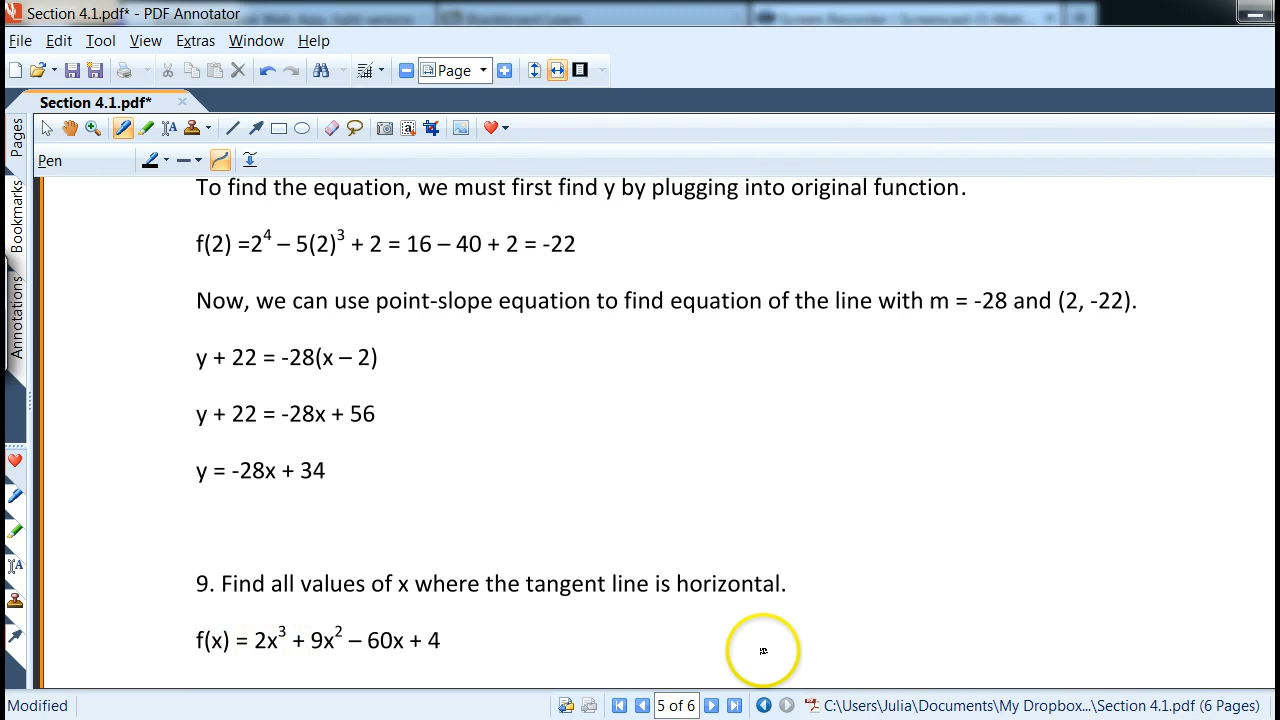 Section 4.1.pdf* - PDF Annotator
File Edit Tool View Extras Window Help
Page
Section 4.1.pdf*
Pen
Pages
Bookmarks
Annotations
To find the equation, we must first find y by plugging into original function.
f(2) =2⁴ – 5(2)³ + 2 = 16 – 40 + 2 = -22
Now, we can use point-slope equation to find equation of the line with m = -28 and (2, -22).
y + 22 = -28(x – 2)
y + 22 = -28x + 56
y = -28x + 34
9. Find all values of x where the tangent line is horizontal.
f(x) = 2x³ + 9x² – 60x + 4
Modified
5 of 6
C:\Users\Julia\Documents\My Dropbox...\Section 4.1.pdf (6 Pages)